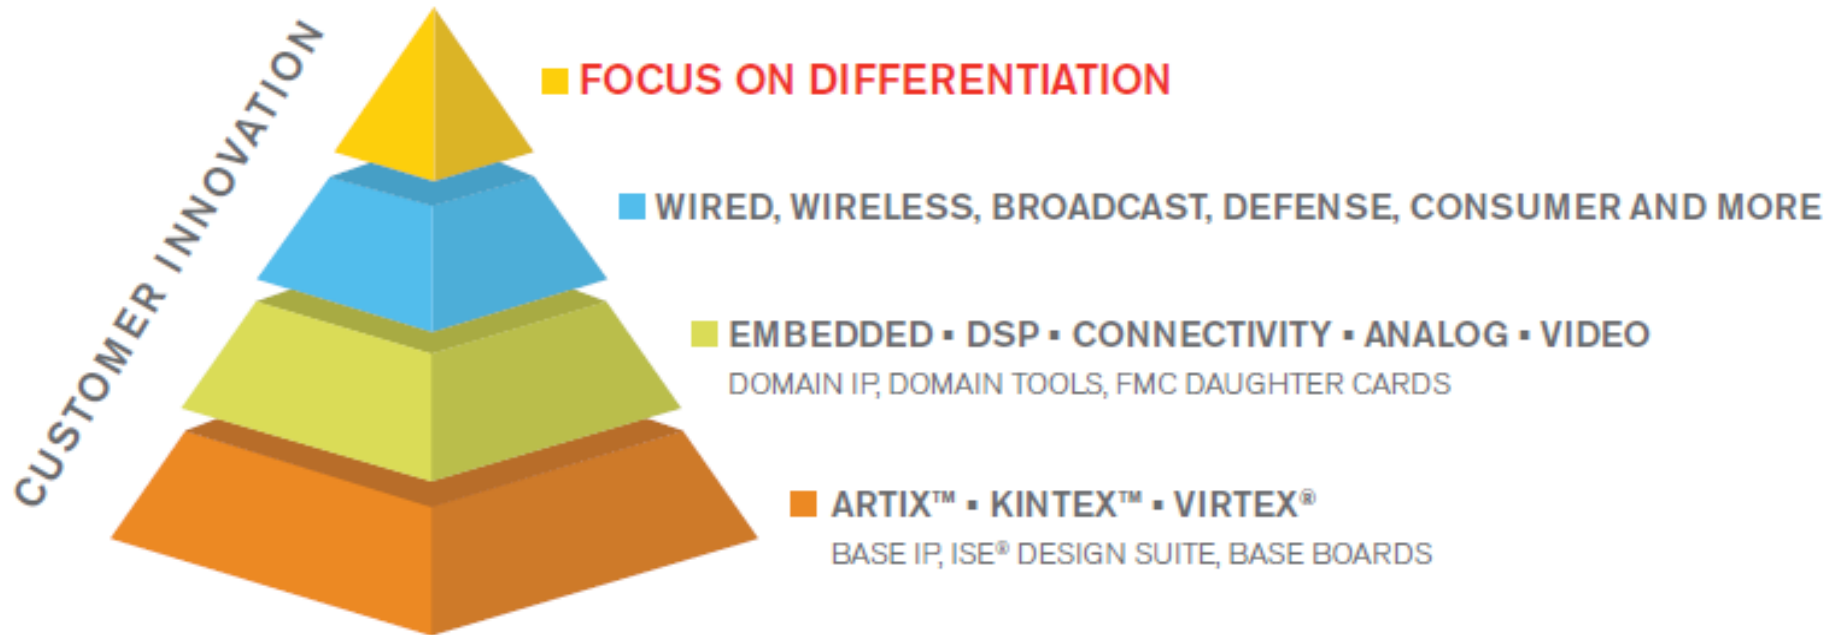 CUSTOMER INNOVATION
FOCUS ON DIFFERENTIATION
WIRED, WIRELESS, BROADCAST, DEFENSE, CONSUMER AND MORE
EMBEDDED ▪ DSP ▪ CONNECTIVITY ▪ ANALOG ▪ VIDEO
DOMAIN IP, DOMAIN TOOLS, FMC DAUGHTER CARDS
ARTIX™ ▪ KINTEX™ ▪ VIRTEX®
BASE IP, ISE® DESIGN SUITE, BASE BOARDS